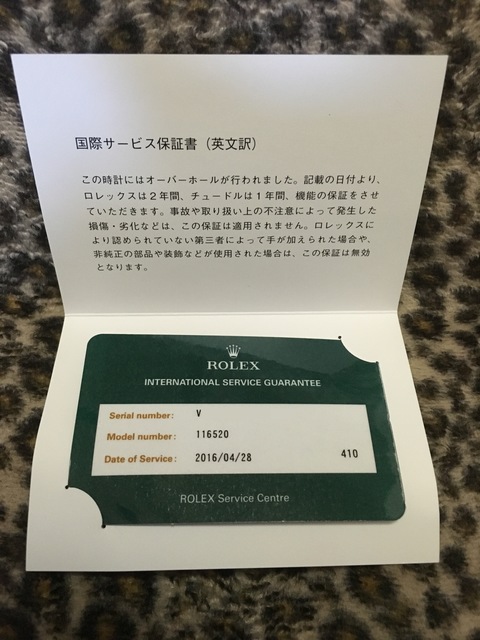 国際サービス保証書（英文訳）
この時計にはオーバーホールが行われました。記載の日付より、
ロレックスは２年間、チュードルは１年間、機能の保証をさせ
ていただきます。事故や取り扱い上の不注意によって発生した
損傷・劣化などは、この保証は適用されません。ロレックスに
より認められていない第三者によって手が加えられた場合や、
非純正の部品や装飾などが使用された場合は、この保証は無効
となります。
ROLEX
INTERNATIONAL SERVICE GUARANTEE
Serial number: V
Model number: 116520
Date of Service: 2016/04/28 410
ROLEX Service Centre